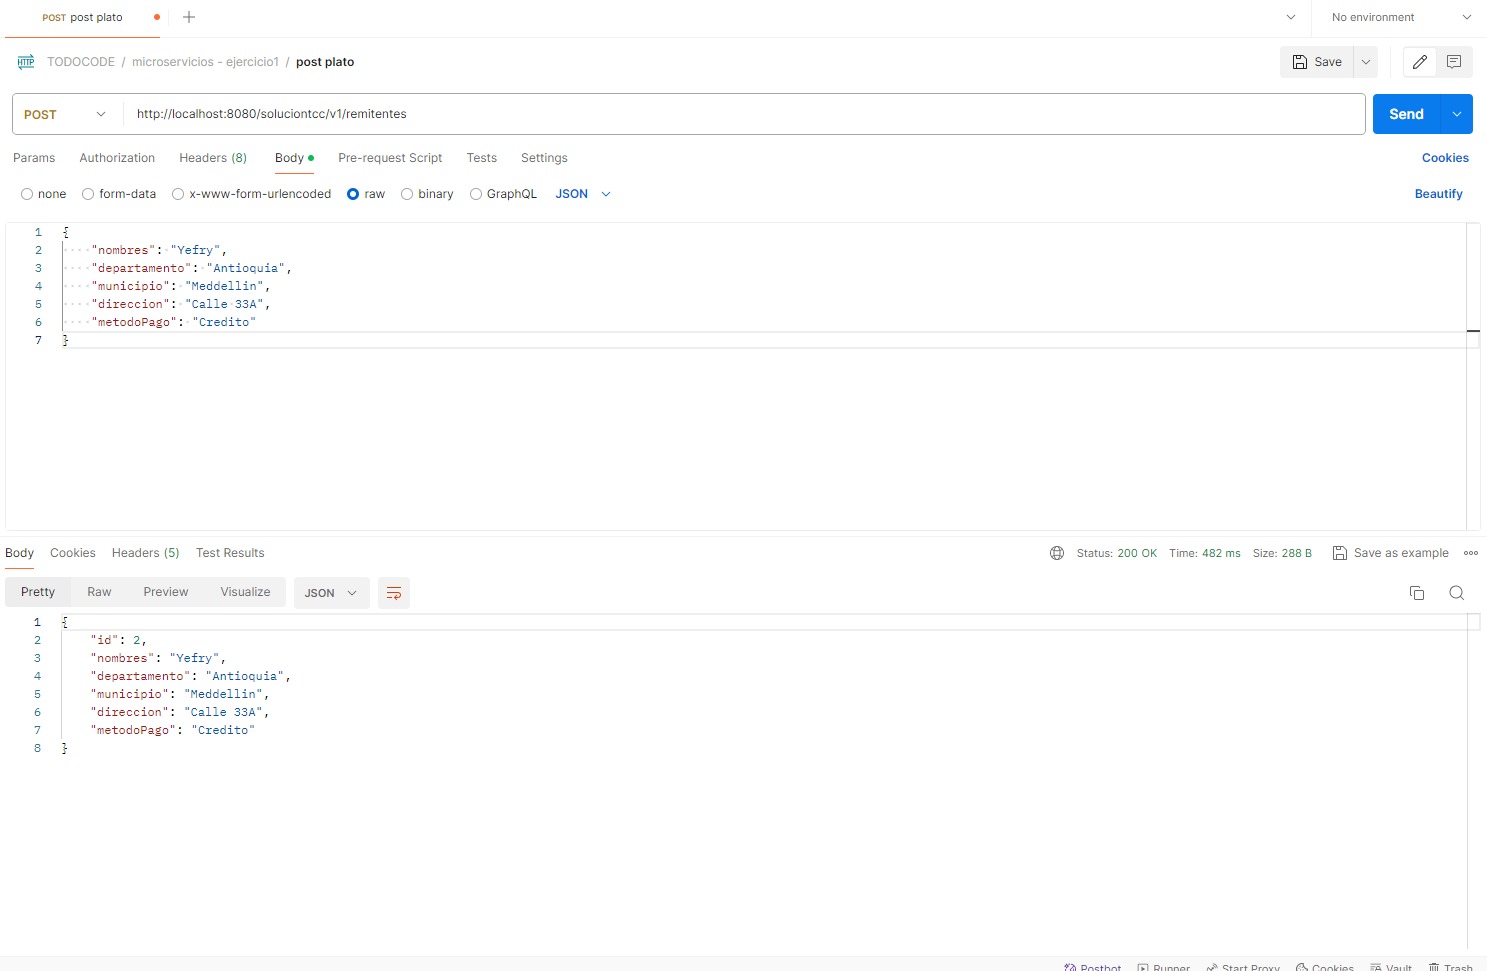 POST post plato
No environment
HTTP TODOCODE / microservicios - ejercicio1 / post plato
Save
POST http://localhost:8080/soluciontcc/v1/remitentes
Send
Params Authorization Headers (8) Body Pre-request Script Tests Settings Cookies
none form-data x-www-form-urlencoded raw binary GraphQL JSON Beautify
1 {
2 "nombres": "Yefry",
3 "departamento": "Antioquia",
4 "municipio": "Meddellin",
5 "direccion": "Calle 33A",
6 "metodoPago": "Credito"
7 }
Body Cookies Headers (5) Test Results Status: 200 OK Time: 482 ms Size: 288 B Save as example
Pretty Raw Preview Visualize JSON
1 {
2 "id": 2,
3 "nombres": "Yefry",
4 "departamento": "Antioquia",
5 "municipio": "Meddellin",
6 "direccion": "Calle 33A",
7 "metodoPago": "Credito"
8 }
Postbot Runner Start Proxy Cookies Vault Trash